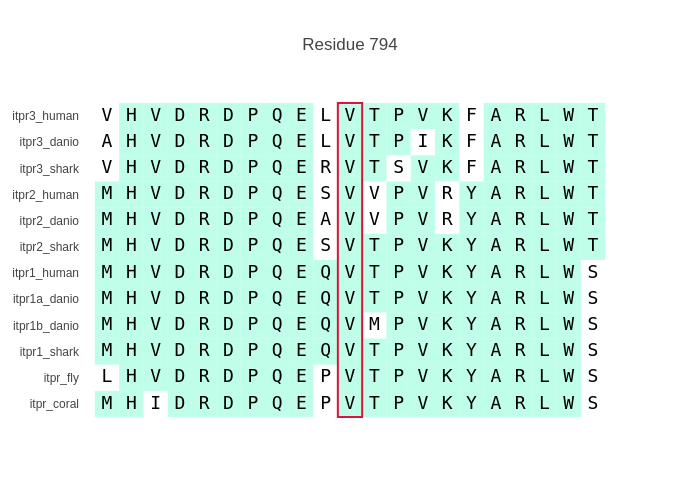 Residue 794
itpr3_human V H V D R D P Q E L V T P V K F A R L W T
itpr3_danio A H V D R D P Q E L V T P I K F A R L W T
itpr3_shark V H V D R D P Q E R V T S V K F A R L W T
itpr2_human M H V D R D P Q E S V V P V R Y A R L W T
itpr2_danio M H V D R D P Q E A V V P V R Y A R L W T
itpr2_shark M H V D R D P Q E S V T P V K Y A R L W T
itpr1_human M H V D R D P Q E Q V T P V K Y A R L W S
itpr1a_danio M H V D R D P Q E Q V T P V K Y A R L W S
itpr1b_danio M H V D R D P Q E Q V M P V K Y A R L W S
itpr1_shark M H V D R D P Q E Q V T P V K Y A R L W S
itpr_fly L H V D R D P Q E P V T P V K Y A R L W S
itpr_coral M H I D R D P Q E P V T P V K Y A R L W S